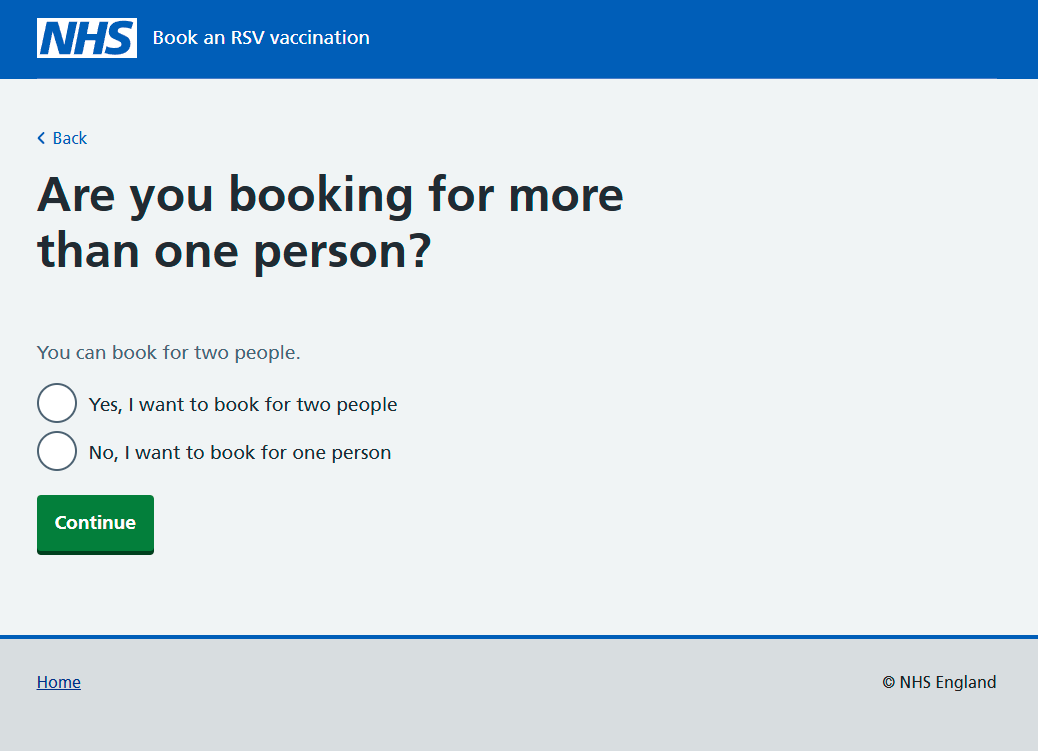 NHS Book an RSV vaccination
Back
Are you booking for more
than one person?
You can book for two people.
Yes, I want to book for two people
No, I want to book for one person
Continue
Home
© NHS England